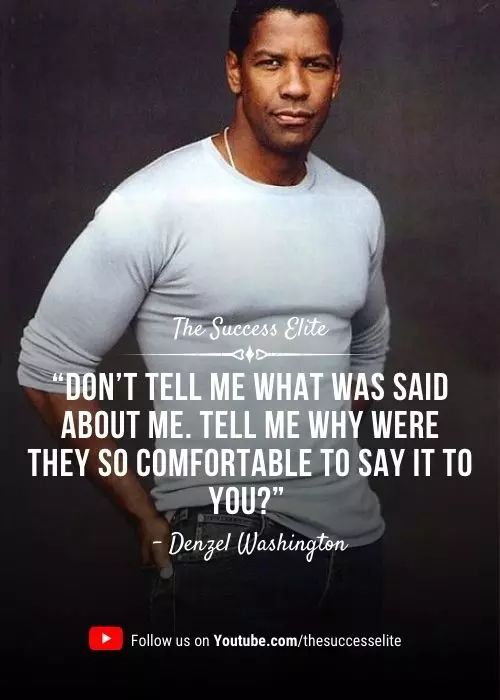 The Success Elite
“DON’T TELL ME WHAT WAS SAID
ABOUT ME. TELL ME WHY WERE
THEY SO COMFORTABLE TO SAY IT TO
YOU?”
- Denzel Washington
Follow us on Youtube.com/thesuccesselite